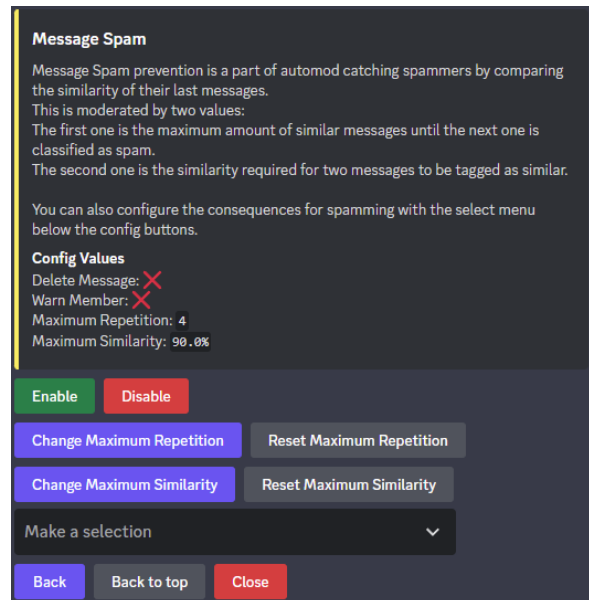 Message Spam
Message Spam prevention is a part of automod catching spammers by comparing
the similarity of their last messages.
This is moderated by two values:
The first one is the maximum amount of similar messages until the next one is
classified as spam.
The second one is the similarity required for two messages to be tagged as similar.
You can also configure the consequences for spamming with the select menu
below the config buttons.
Config Values
Delete Message: ❌
Warn Member: ❌
Maximum Repetition: 4
Maximum Similarity: 90.0%
Enable Disable
Change Maximum Repetition Reset Maximum Repetition
Change Maximum Similarity Reset Maximum Similarity
Make a selection
Back Back to top Close